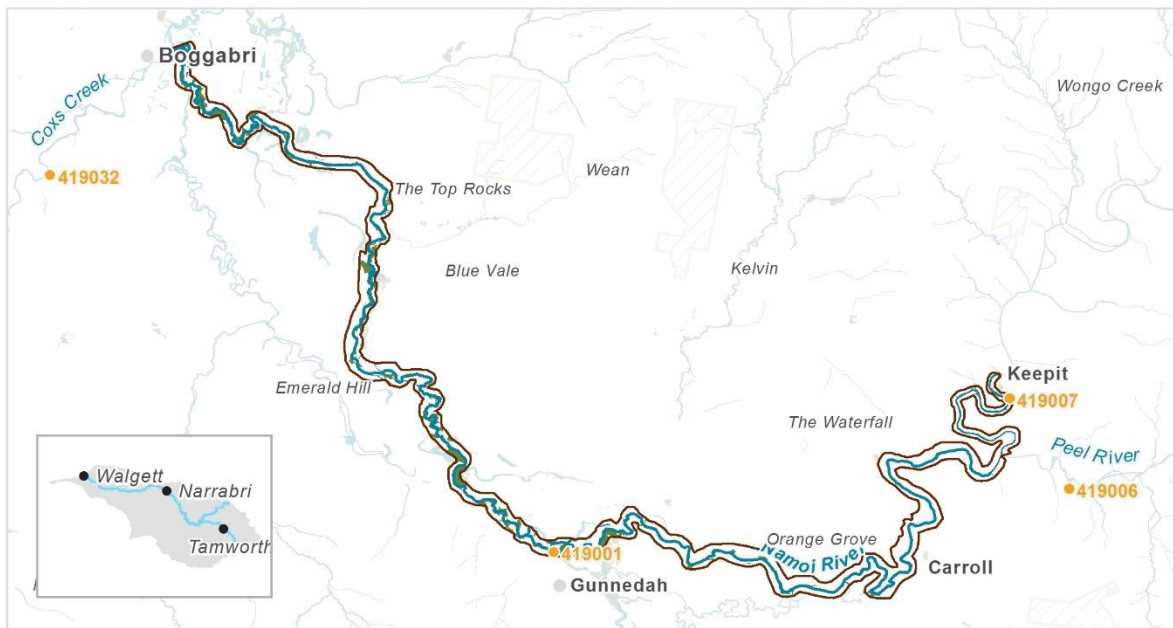 Boggabri
Wongo Creek
Coxs Creek
419032
Wean
The Top Rocks
Blue Vale
Kelvin
Keepit
Emerald Hill
419007
The Waterfall
Peel River
419006
Walgett
Narrabri
Tamworth
Orange Grove
Namoi River
419001
Carroll
Gunnedah